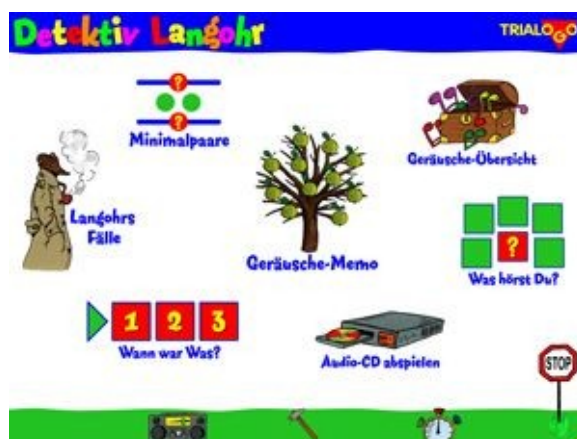 Detektiv Langohr
TRIALOGO
?
?
Minimalpaare
Geräusche-Übersicht
Langohrs
Fälle
Geräusche-Memo
?
Was hörst Du?
1 2 3
Wann war Was?
Audio-CD abspielen
STOP